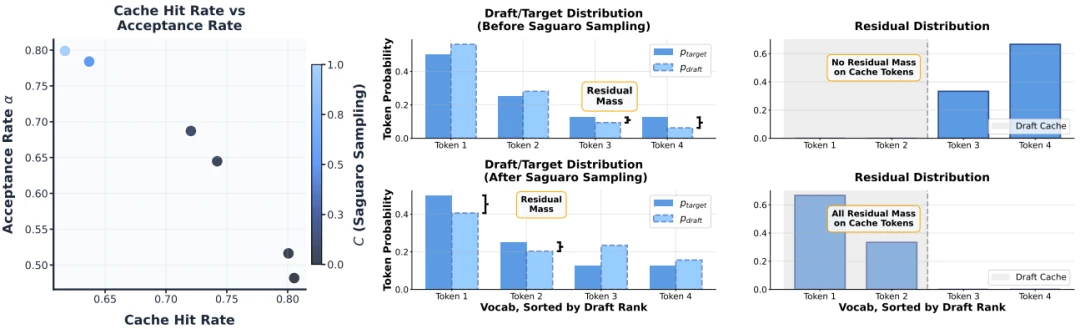 Cache Hit Rate vs
Acceptance Rate
Acceptance Rate α
0.80
0.75
0.70
0.65
0.60
0.55
0.50
0.65
0.70
0.75
0.80
Cache Hit Rate
1.0
0.8
0.5
0.3
0.0
C (Saguaro Sampling)
Draft/Target Distribution
(Before Saguaro Sampling)
Token Probability
0.4
0.2
0.0
p_target
p_draft
Residual
Mass
Token 1
Token 2
Token 3
Token 4
Residual Distribution
0.6
0.4
0.2
0.0
No Residual Mass
on Cache Tokens
Draft Cache
Token 1
Token 2
Token 3
Token 4
Draft/Target Distribution
(After Saguaro Sampling)
Token Probability
0.4
0.2
0.0
Residual
Mass
p_target
p_draft
Token 1
Token 2
Token 3
Token 4
Vocab, Sorted by Draft Rank
Residual Distribution
0.6
0.4
0.2
0.0
All Residual Mass
on Cache Tokens
Draft Cache
Token 1
Token 2
Token 3
Token 4
Vocab, Sorted by Draft Rank